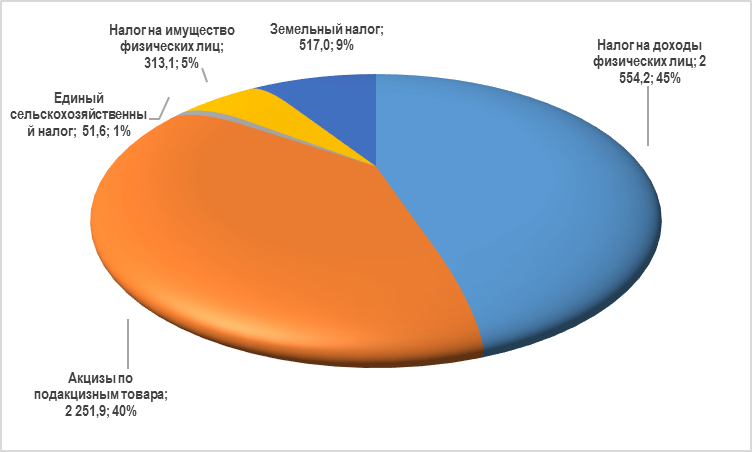 Налог на имущество
физических лиц;
313,1; 5%
Земельный налог;
517,0; 9%
Налог на доходы
физических лиц; 2
554,2; 45%
Единый
сельскохозяйственны
й налог; 51,6; 1%
Акцизы по
подакцизным товара;
2 251,9; 40%